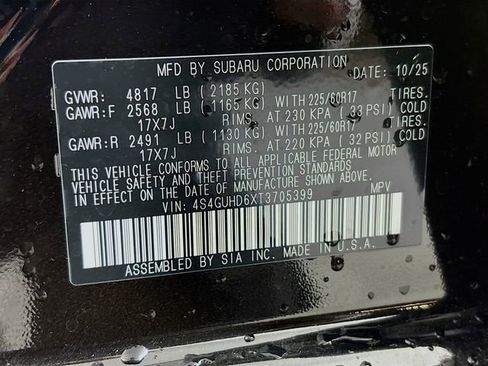 MFD BY SUBARU CORPORATION
DATE: 10/25
GVWR: 4817 LB ( 2185 KG)
GAWR:F 2568 LB ( 1165 KG) WITH 225/60R17 TIRES.
17X7J RIMS. AT 230 KPA ( 33 PSI) COLD
GAWR:R 2491 LB ( 1130 KG) WITH 225/60R17 TIRES.
17X7J RIMS. AT 220 KPA ( 32 PSI) COLD
THIS VEHICLE CONFORMS TO ALL APPLICABLE FEDERAL MOTOR
VEHICLE SAFETY AND THEFT PREVENTION STANDARDS
IN EFFECT ON THE DATE OF MANUFACTURE SHOWN ABOVE.
VIN: 4S4GUHD6XT3705399 MPV
ASSEMBLED BY SIA INC. MADE IN U.S.A.